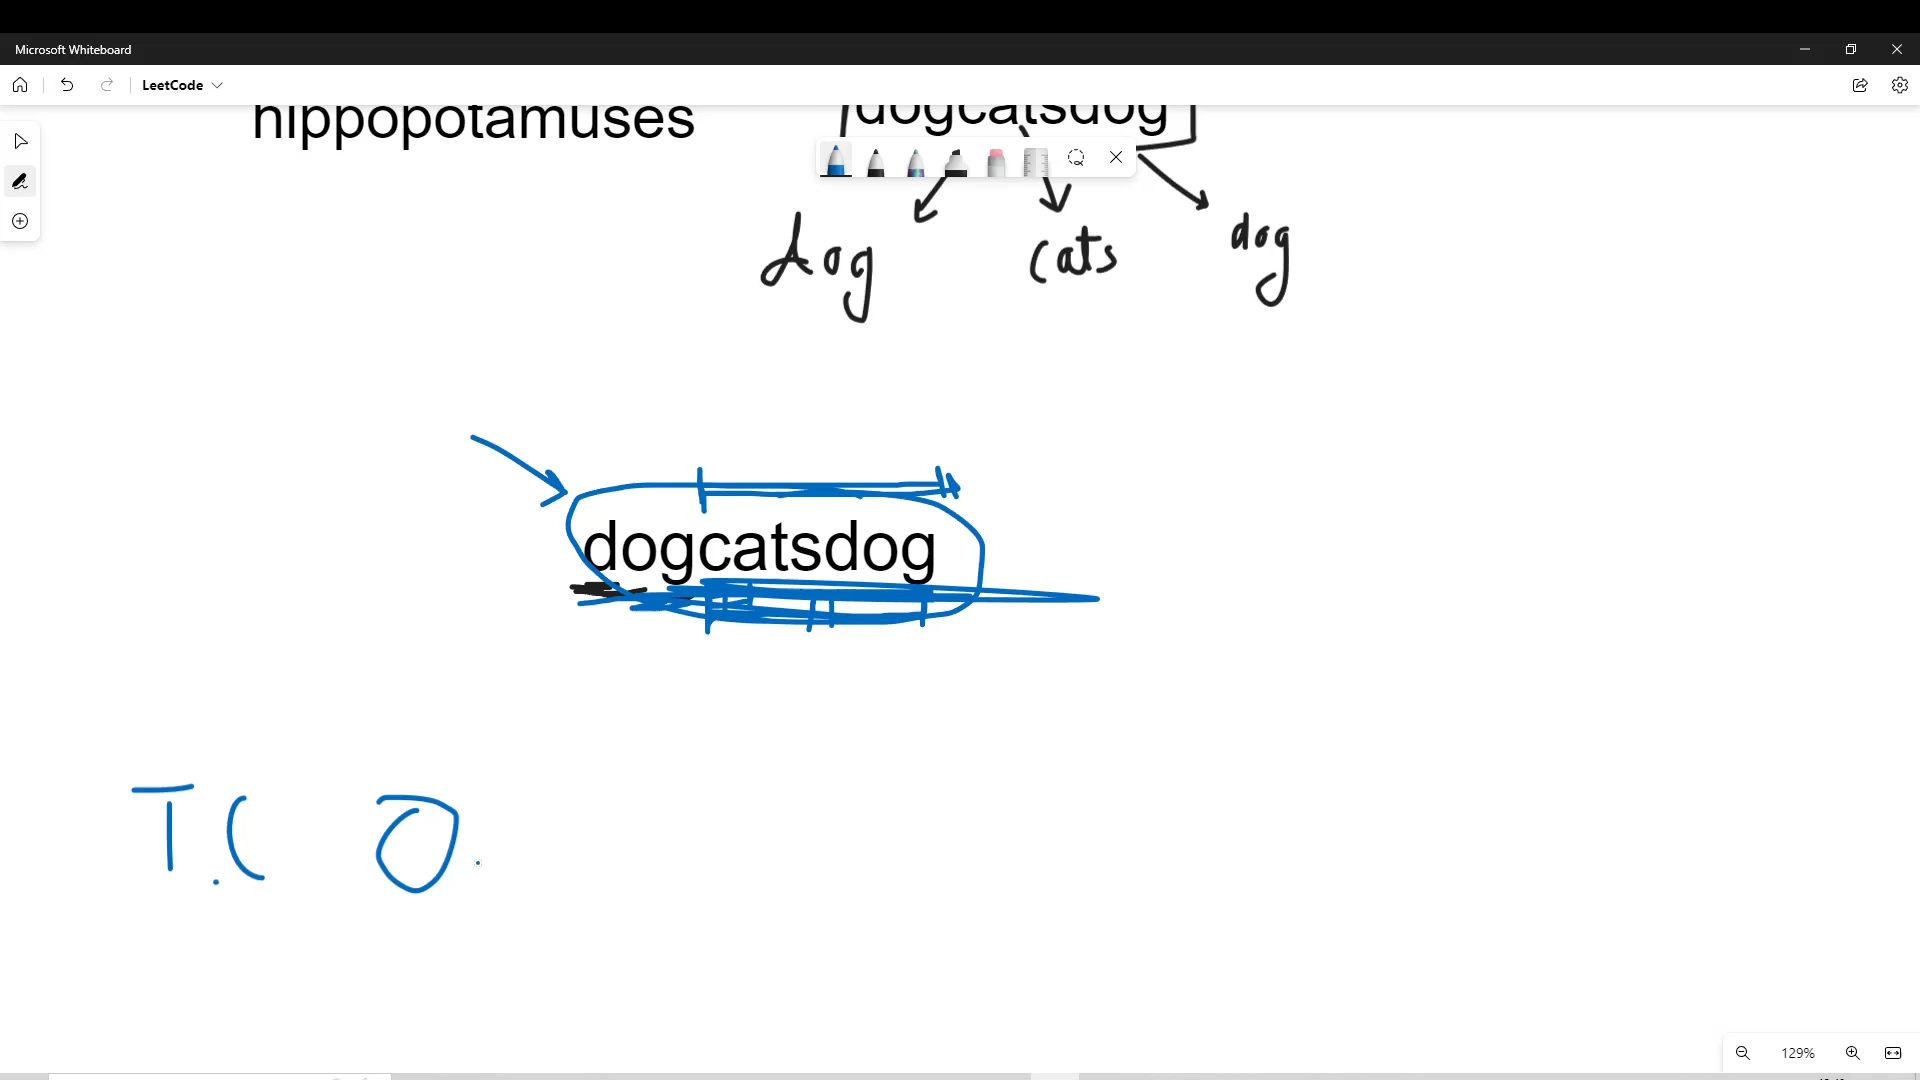 Microsoft Whiteboard
LeetCode
hippopotamuses
dogcatsdog
dog cats dog
dogcatsdog
T.C O
129%